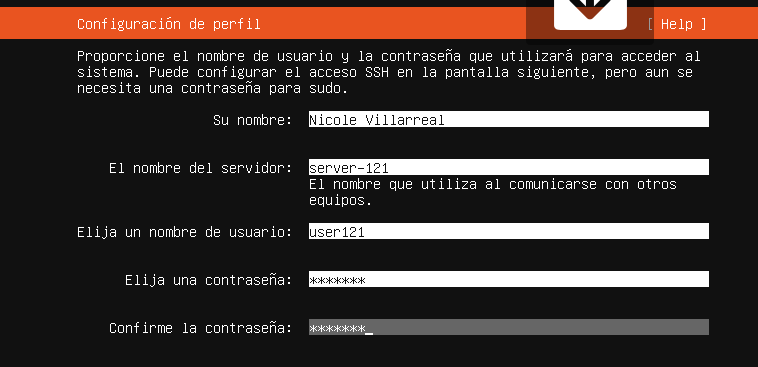 Configuración de perfil [ Help ]
Proporcione el nombre de usuario y la contraseña que utilizará para acceder al
sistema. Puede configurar el acceso SSH en la pantalla siguiente, pero aun se
necesita una contraseña para sudo.
Su nombre: Nicole Villarreal
El nombre del servidor: server-121
El nombre que utiliza al comunicarse con otros
equipos.
Elija un nombre de usuario: user121
Elija una contraseña: *******
Confirme la contraseña: *******_